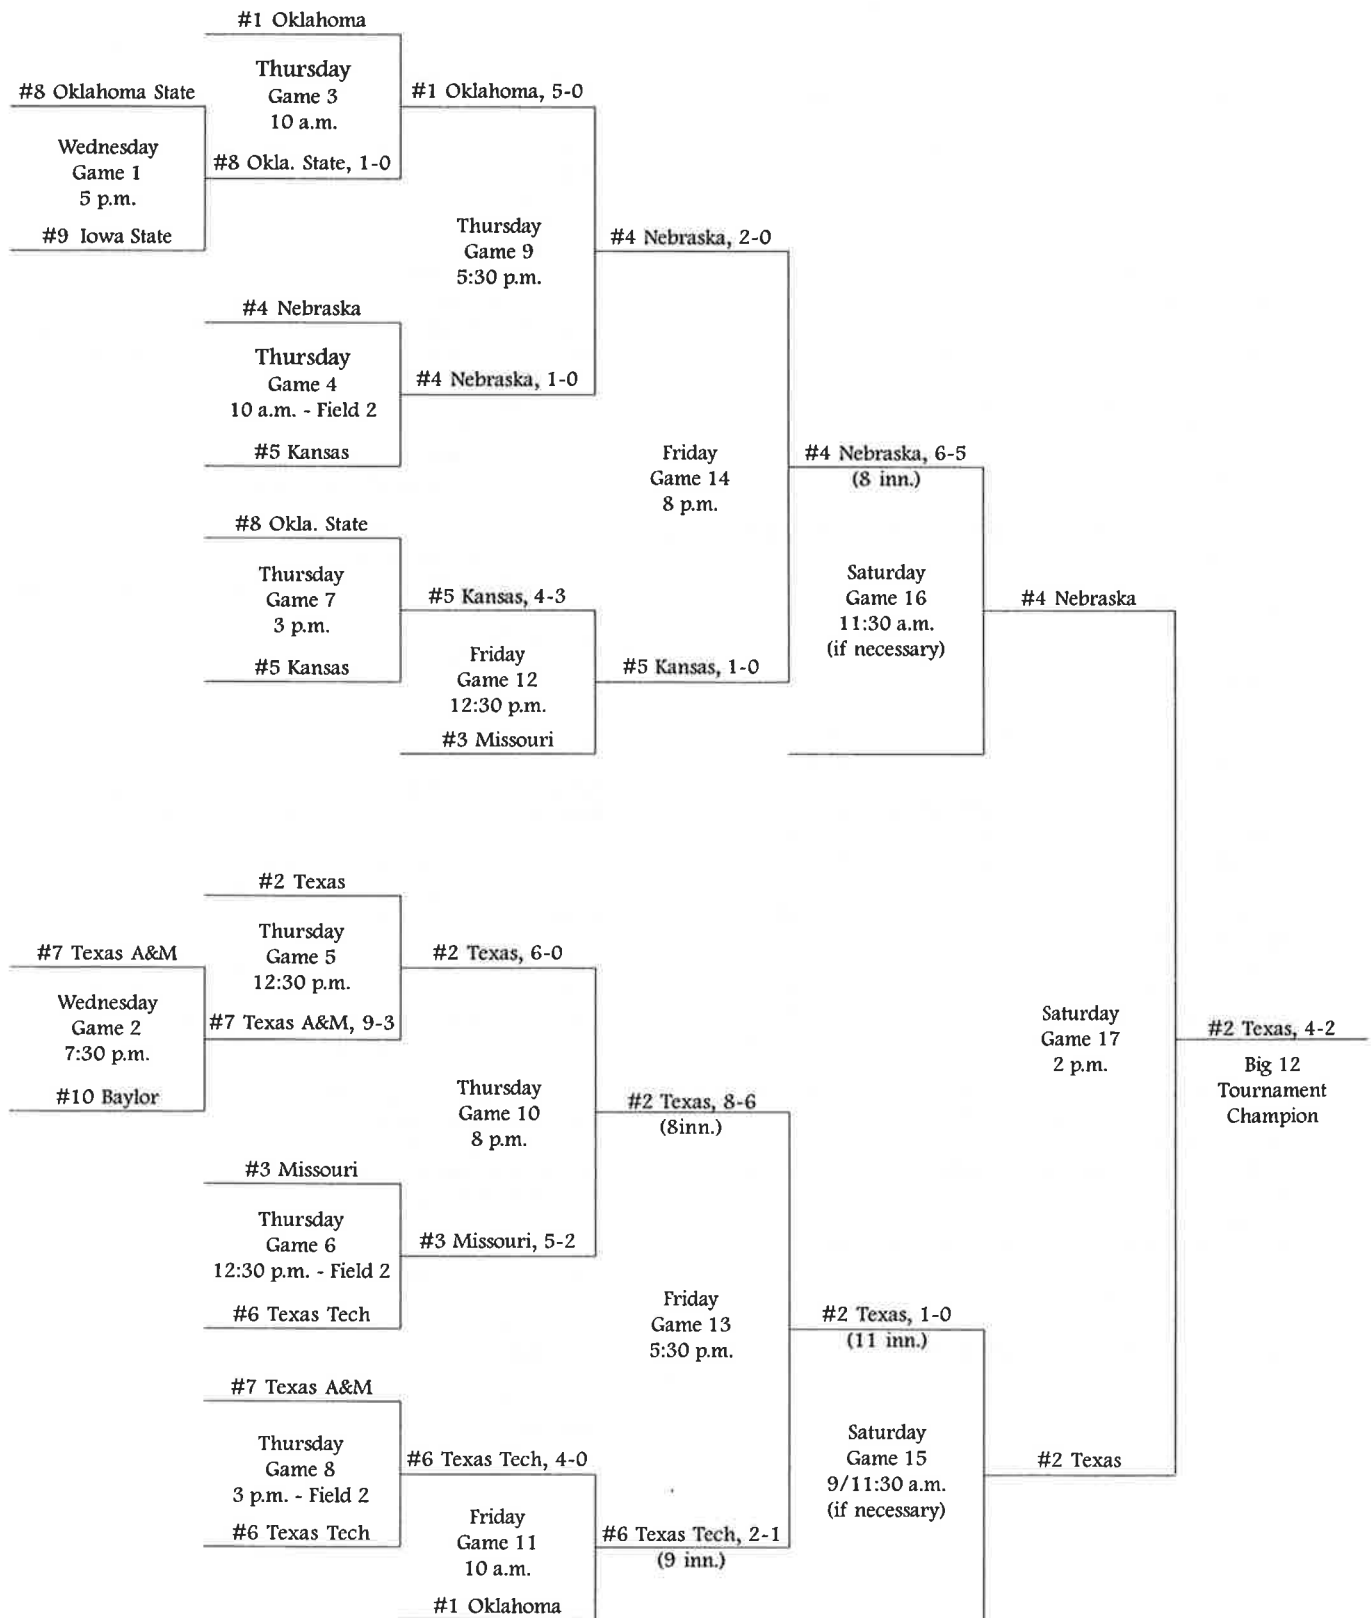 #1 Oklahoma
Thursday
Game 3
10 a.m.
#8 Oklahoma State
#1 Oklahoma, 5-0
Wednesday
Game 1
5 p.m.
#8 Okla. State, 1-0
#9 Iowa State
Thursday
Game 9
5:30 p.m.
#4 Nebraska, 2-0
#4 Nebraska
Thursday
Game 4
10 a.m. - Field 2
#4 Nebraska, 1-0
#5 Kansas
Friday
Game 14
8 p.m.
#4 Nebraska, 6-5
(8 inn.)
#8 Okla. State
Thursday
Game 7
3 p.m.
#5 Kansas, 4-3
#5 Kansas
Friday
Game 12
12:30 p.m.
#5 Kansas, 1-0
#3 Missouri
Saturday
Game 16
11:30 a.m.
(if necessary)
#4 Nebraska
#2 Texas
Thursday
Game 5
12:30 p.m.
#7 Texas A&M
#2 Texas, 6-0
Wednesday
Game 2
7:30 p.m.
#7 Texas A&M, 9-3
#10 Baylor
Thursday
Game 10
8 p.m.
#2 Texas, 8-6
(8inn.)
Saturday
Game 17
2 p.m.
#2 Texas, 4-2
Big 12
Tournament
Champion
#3 Missouri
Thursday
Game 6
12:30 p.m. - Field 2
#3 Missouri, 5-2
#6 Texas Tech
Friday
Game 13
5:30 p.m.
#2 Texas, 1-0
(11 inn.)
#7 Texas A&M
Thursday
Game 8
3 p.m. - Field 2
#6 Texas Tech, 4-0
#6 Texas Tech
Friday
Game 11
10 a.m.
#6 Texas Tech, 2-1
(9 inn.)
#1 Oklahoma
Saturday
Game 15
9/11:30 a.m.
(if necessary)
#2 Texas